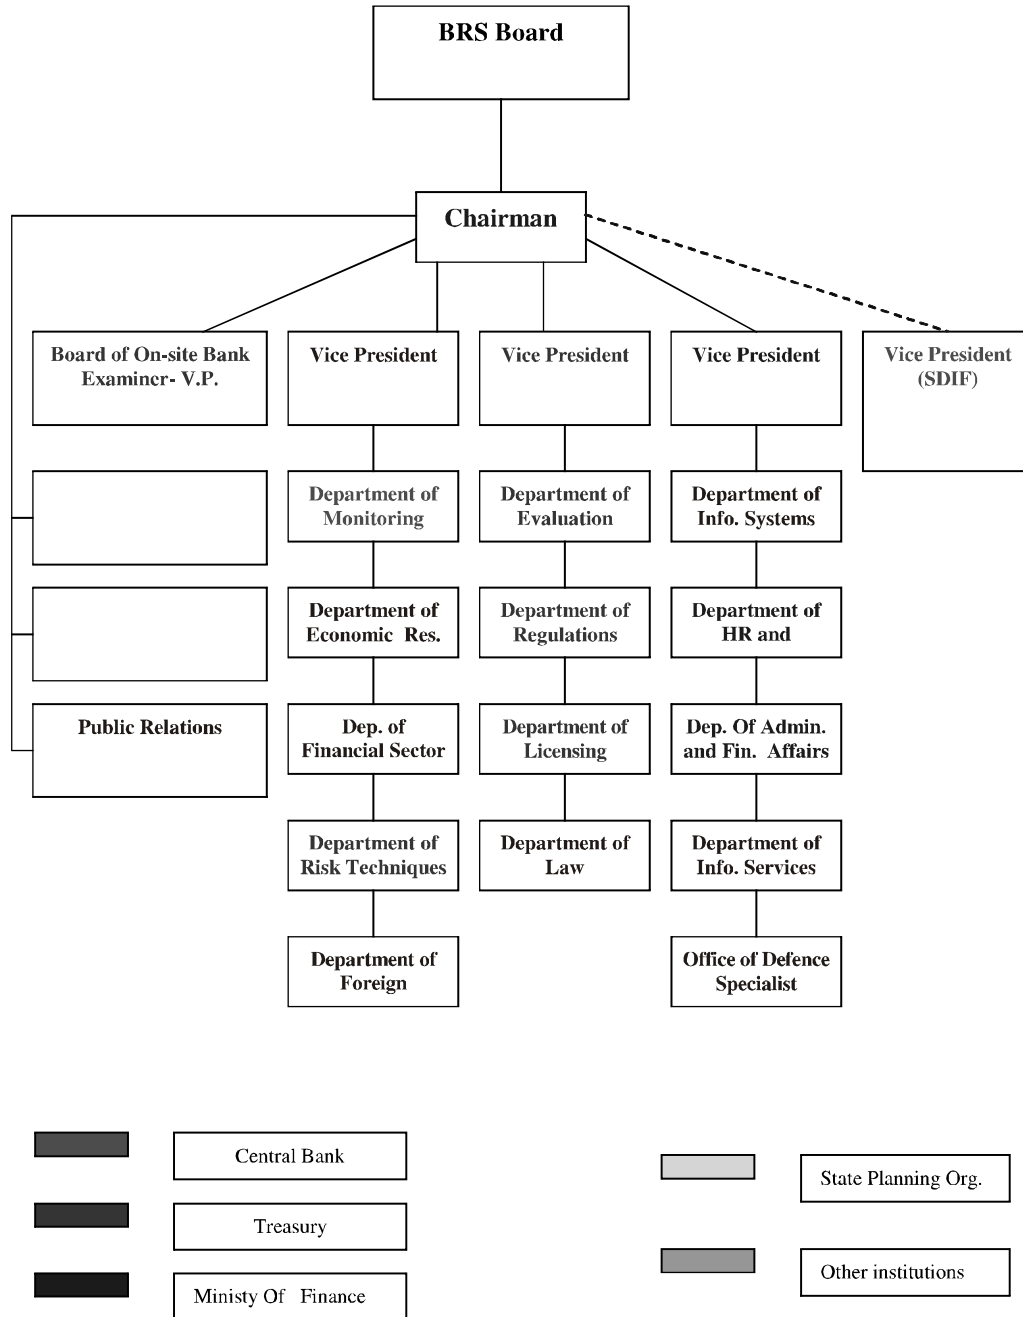 BRS Board
Chairman
Board of On-site Bank
Examiner- V.P.
Vice President
Vice President
Vice President
Vice President
(SDIF)
Department of
Monitoring
Department of
Evaluation
Department of
Info. Systems
Department of
Economic Res.
Department of
Regulations
Department of
HR and
Public Relations
Dep. of
Financial Sector
Department of
Licensing
Dep. Of Admin.
and Fin. Affairs
Department of
Risk Techniques
Department of
Law
Department of
Info. Services
Department of
Foreign
Office of Defence
Specialist
Central Bank
State Planning Org.
Treasury
Other institutions
Ministy Of Finance